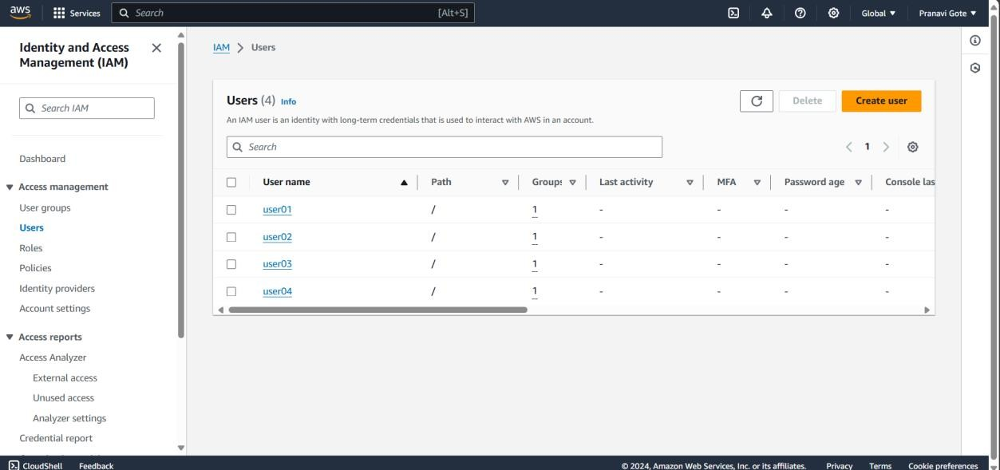 aws Services Search [Alt+S] Global ▼ Pranavi Gote ▼
Identity and Access
Management (IAM)
Search IAM
Dashboard
Access management
User groups
Users
Roles
Policies
Identity providers
Account settings
Access reports
Access Analyzer
External access
Unused access
Analyzer settings
Credential report
IAM > Users
Users (4) Info
Delete
Create user
An IAM user is an identity with long-term credentials that is used to interact with AWS in an account.
Search
1
User name Path Groups Last activity MFA Password age Console las
user01 / 1 - - - -
user02 / 1 - - - -
user03 / 1 - - - -
user04 / 1 - - - -
CloudShell Feedback © 2024, Amazon Web Services, Inc. or its affiliates. Privacy Terms Cookie preferences